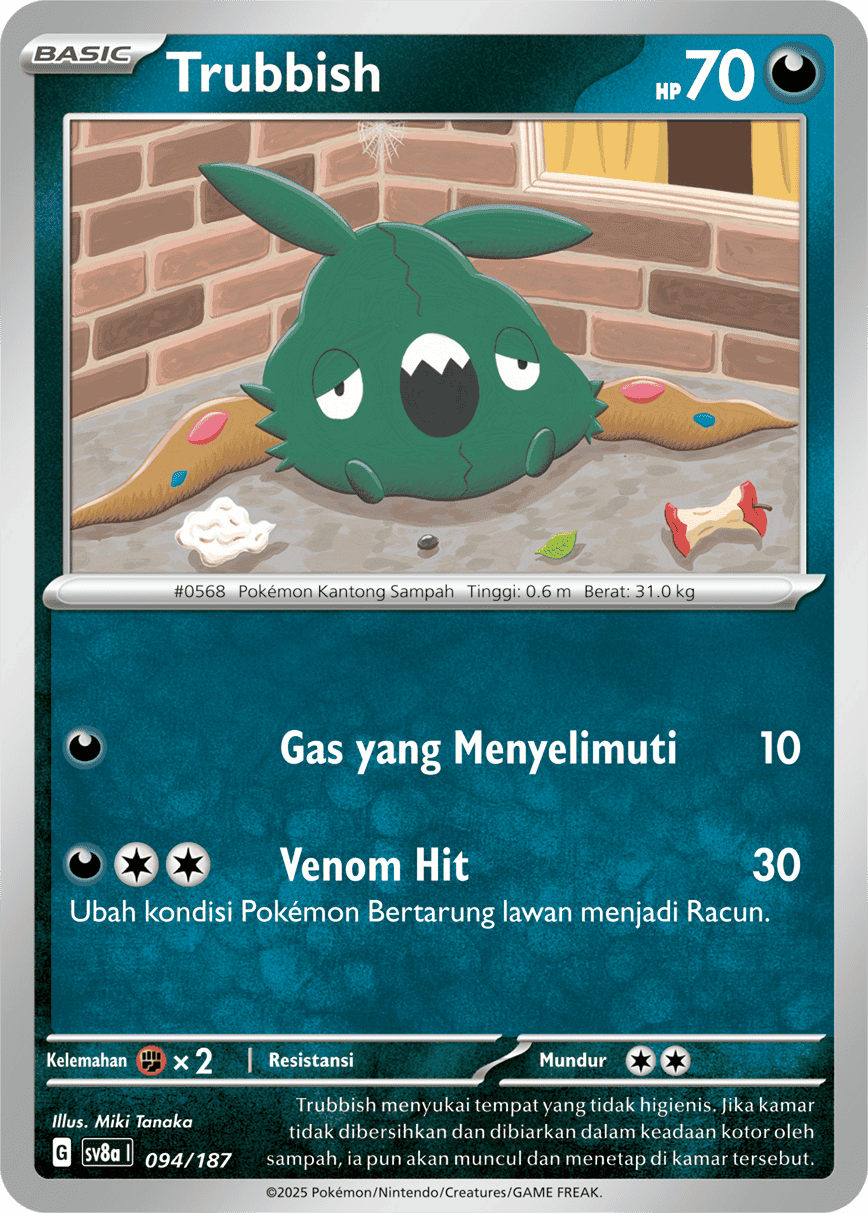 BASIC
Trubbish
HP 70
#0568 Pokémon Kantong Sampah Tinggi: 0.6 m Berat: 31.0 kg
Gas yang Menyelimuti 10
Venom Hit 30
Ubah kondisi Pokémon Bertarung lawan menjadi Racun.
Kelemahan ×2 | Resistansi Mundur
Illus. Miki Tanaka
G sv8a I 094/187
Trubbish menyukai tempat yang tidak higienis. Jika kamar
tidak dibersihkan dan dibiarkan dalam keadaan kotor oleh
sampah, ia pun akan muncul dan menetap di kamar tersebut.
©2025 Pokémon/Nintendo/Creatures/GAME FREAK.